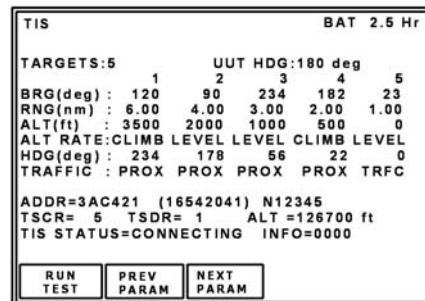 TIS BAT 2.5 Hr
TARGETS:5 UUT HDG:180 deg
1 2 3 4 5
BRG(deg): 120 90 234 182 23
RNG(nm) : 6.00 4.00 3.00 2.00 1.00
ALT(ft) : 3500 2000 1000 500 0
ALT RATE:CLIMB LEVEL LEVEL CLIMB LEVEL
HDG(deg): 234 178 56 22 0
TRAFFIC : PROX PROX PROX PROX TRFC
ADDR=3AC421 (16542041) N12345
TSCR= 5 TSDR= 1 ALT =126700 ft
TIS STATUS=CONNECTING INFO=0000
RUN TEST
PREV PARAM
NEXT PARAM